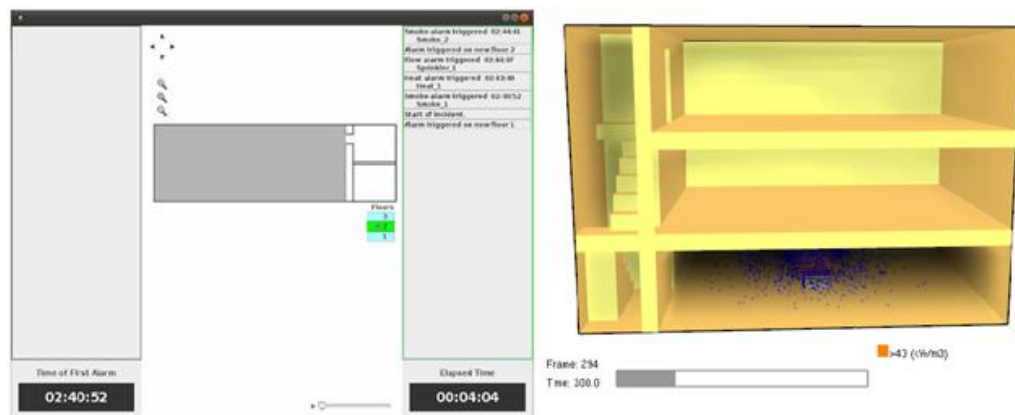 Smoke alarm triggered 02:44:41
Smoke_2
Alarm triggered on new floor 2
Flow alarm triggered
Sprinkler_1
Heat alarm triggered 02:43:49
Heat_1
Smoke alarm triggered 02:40:52
Smoke_1
Start of incident.
Alarm triggered on new floor 1
Floors
3
2
1
Time of First Alarm
02:40:52
Elapsed Time
00:04:04
>43 (kW/m3)
Frame: 294
Time: 300.0